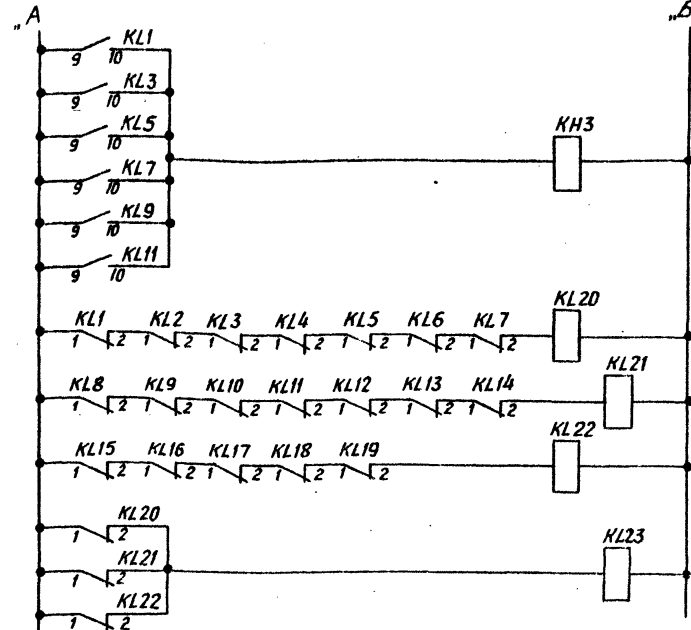 „А
„Б
KL1
9 10
KL3
9 10
KL5
9 10
KH3
KL7
9 10
KL9
9 10
KL11
9 10
KL20
KL1 KL2 KL3 KL4 KL5 KL6 KL7
1 2 1 2 1 2 1 2 1 2 1 2 1 2
KL21
KL8 KL9 KL10 KL11 KL12 KL13 KL14
1 2 1 2 1 2 1 2 1 2 1 2 1 2
KL22
KL15 KL16 KL17 KL18 KL19
1 2 1 2 1 2 1 2 1 2
KL20
1 2
KL23
KL21
1 2
KL22
1 2